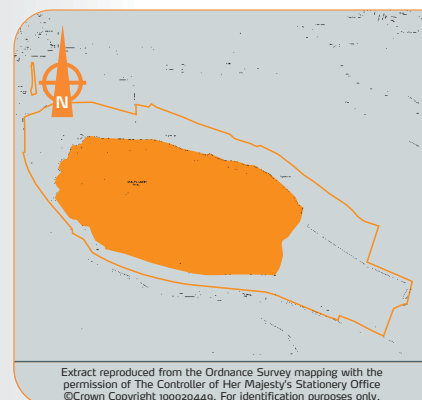 N
Extract reproduced from the Ordnance Survey mapping with the
permission of The Controller of Her Majesty's Stationery Office
©Crown Copyright 100020449. For identification purposes only.